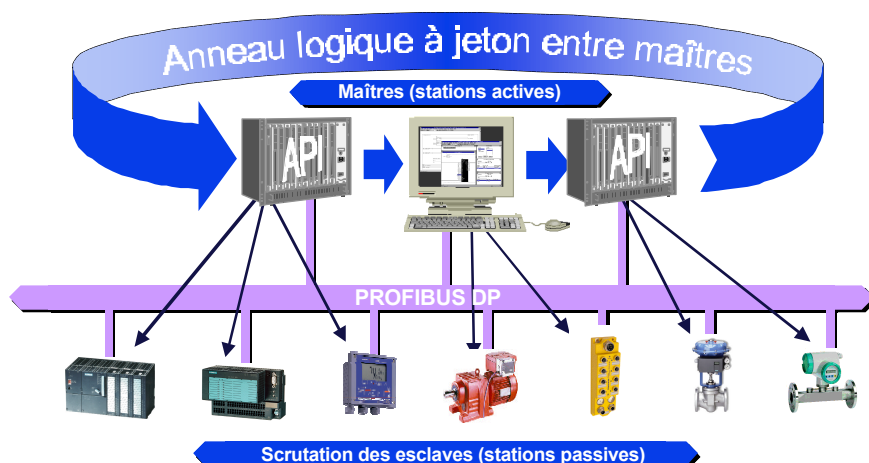 Anneau logique à jeton entre maîtres
Maîtres (stations actives)
API
API
PROFIBUS DP
Scrutation des esclaves (stations passives)